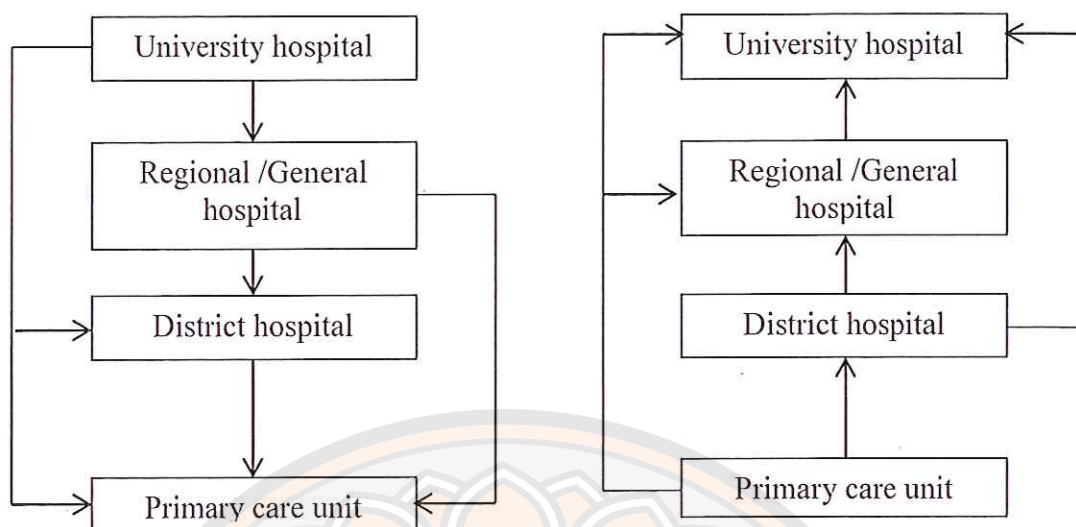 University hospital
Regional /General
hospital
District hospital
Primary care unit
University hospital
Regional /General
hospital
District hospital
Primary care unit